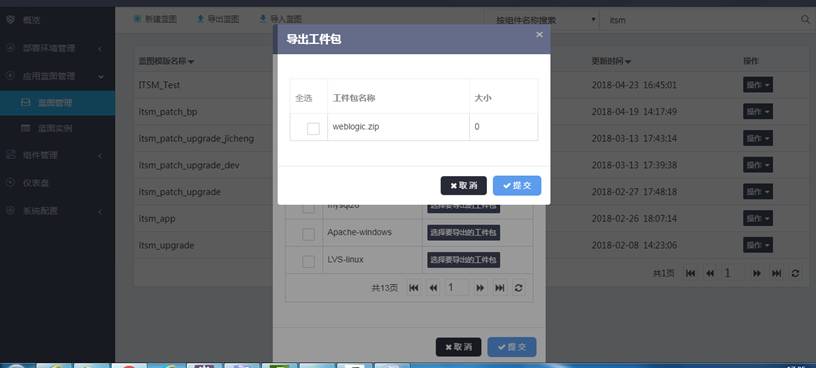 概览
部署环境管理
应用蓝图管理
蓝图管理
蓝图实例
组件管理
仪表盘
系统配置
新建蓝图 导出蓝图 导入蓝图
按组件名称搜索 itsm
蓝图模版名称 更新时间 操作
ITSM_Test 2018-04-23 16:45:01 操作
itsm_patch_bp 2018-04-19 14:17:49 操作
itsm_patch_upgrade_jicheng 2018-03-13 17:43:14 操作
itsm_patch_upgrade_dev 2018-03-13 17:39:38 操作
itsm_patch_upgrade 2018-02-27 17:48:18 操作
itsm_app 2018-02-26 18:07:14 操作
itsm_upgrade 2018-02-08 14:23:06 操作
共1页 1
导出工件包
全选 工件包名称 大小
weblogic.zip 0
取消 提交
选择要导出的工件包
Apache-windows 选择要导出的工件包
LVS-linux 选择要导出的工件包
共13页 1
取消 提交